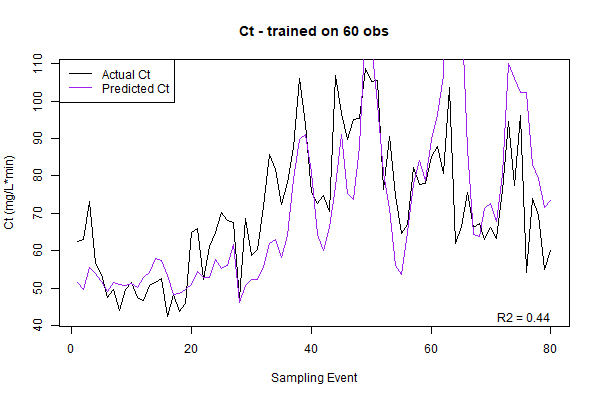 Ct - trained on 60 obs
Actual Ct
Predicted Ct
Ct (mg/L*min)
110
100
90
80
70
60
50
40
R2 = 0.44
0 20 40 60 80
Sampling Event